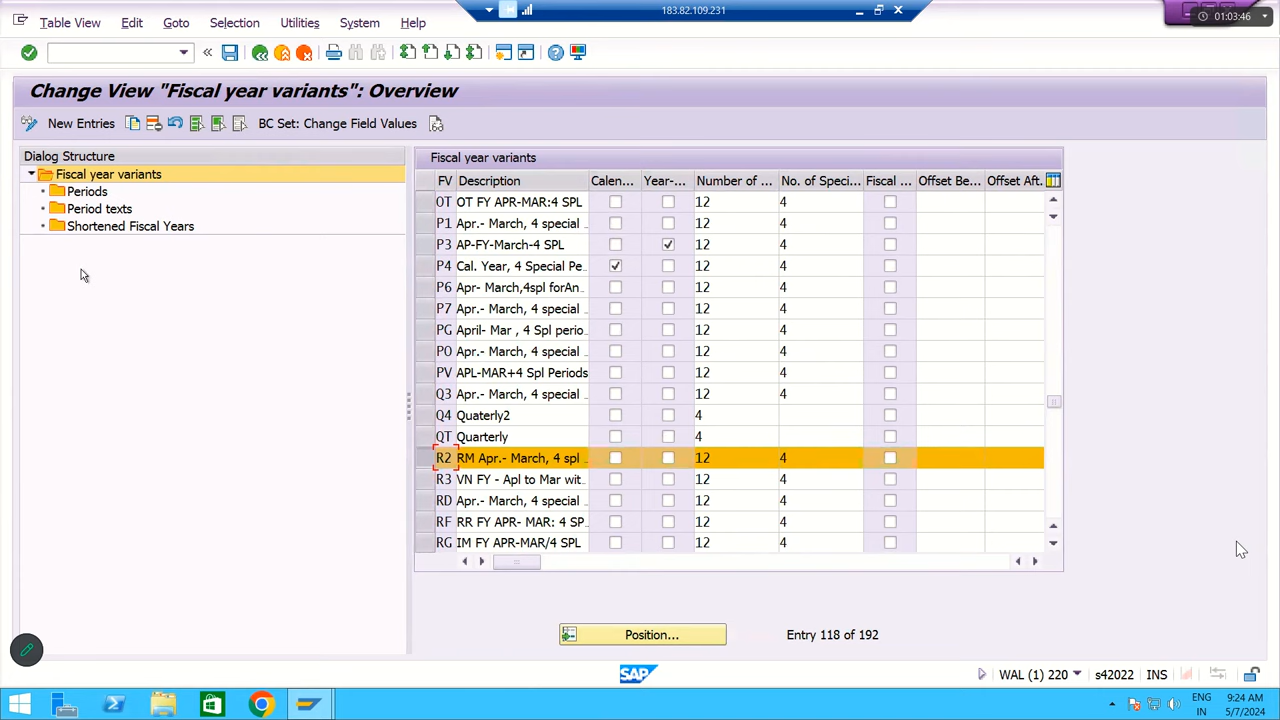 183.82.109.231
01:03:46
Table View Edit Goto Selection Utilities System Help
Change View "Fiscal year variants": Overview
New Entries BC Set: Change Field Values
Dialog Structure
Fiscal year variants
Periods
Period texts
Shortened Fiscal Years
Fiscal year variants
FV Description Calen... Year-... Number of ... No. of Speci... Fiscal ... Offset Be... Offset Aft.
OT OT FY APR-MAR:4 SPL 12 4
P1 Apr.- March, 4 special 12 4
P3 AP-FY-March-4 SPL 12 4
P4 Cal. Year, 4 Special Pe... 12 4
P6 Apr- March,4spl forAn... 12 4
P7 Apr.- March, 4 special ... 12 4
PG April- Mar , 4 Spl perio... 12 4
PO Apr.- March, 4 special ... 12 4
PV APL-MAR+4 Spl Periods 12 4
Q3 Apr.- March, 4 special ... 12 4
Q4 Quaterly2 4
QT Quarterly 4
R2 RM Apr.- March, 4 spl ... 12 4
R3 VN FY - Apl to Mar wit... 12 4
RD Apr.- March, 4 special ... 12 4
RF RR FY APR- MAR: 4 SP... 12 4
RG IM FY APR-MAR/4 SPL 12 4
Position... Entry 118 of 192
SAP WAL (1) 220 s42022 INS
ENG 9:24 AM
IN 5/7/2024